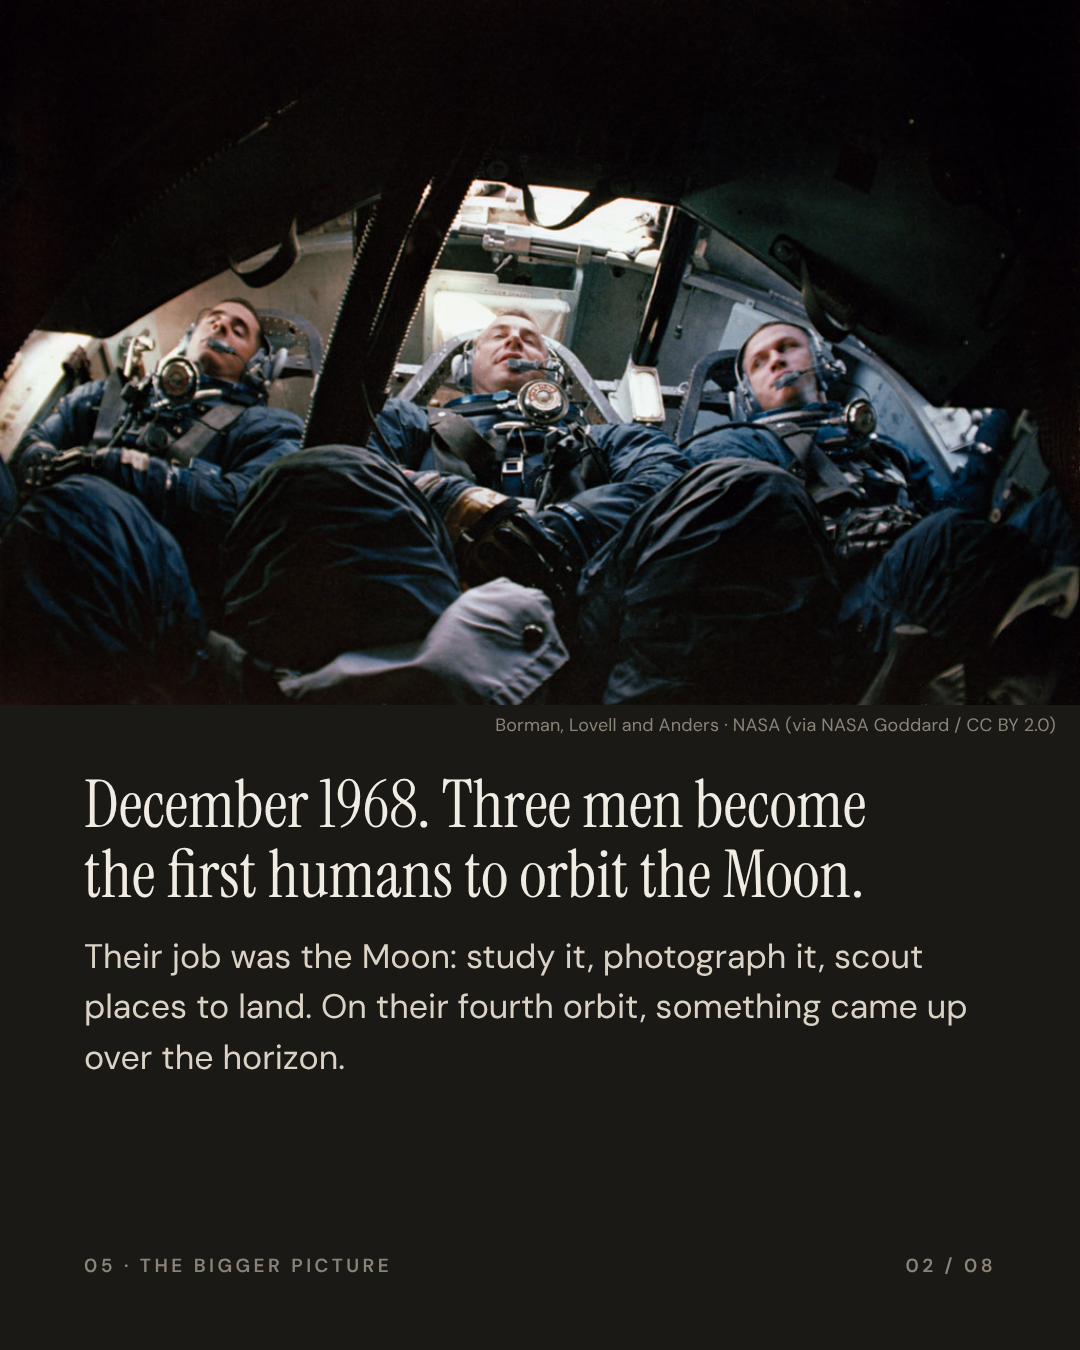 Borman, Lovell and Anders · NASA (via NASA Goddard / CC BY 2.0)
December 1968. Three men become
the first humans to orbit the Moon.
Their job was the Moon: study it, photograph it, scout
places to land. On their fourth orbit, something came up
over the horizon.
05 · THE BIGGER PICTURE
02 / 08